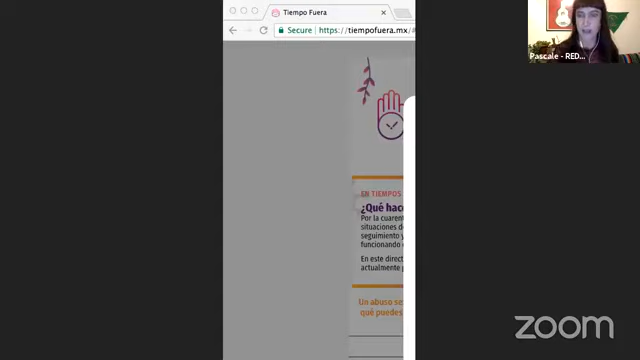 Tiempo Fuera
Secure https://tiempofuera.mx/#
Pascale - RED...
EN TIEMPOS
¿Qué hac
Por la cuaren
situaciones d
seguimiento y
funcionando
En este direct
actualmente
Un abuso se
qué puedes
zoom